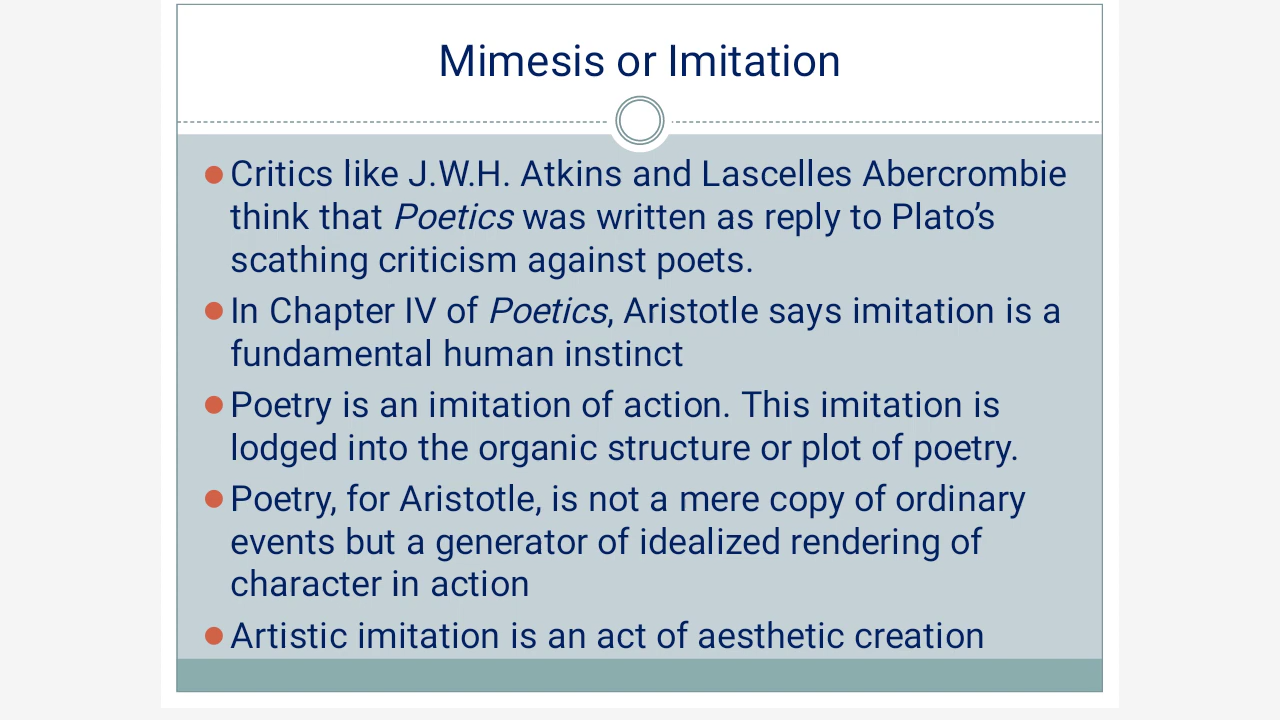 Mimesis or Imitation
Critics like J.W.H. Atkins and Lascelles Abercrombie
think that Poetics was written as reply to Plato’s
scathing criticism against poets.
In Chapter IV of Poetics, Aristotle says imitation is a
fundamental human instinct
Poetry is an imitation of action. This imitation is
lodged into the organic structure or plot of poetry.
Poetry, for Aristotle, is not a mere copy of ordinary
events but a generator of idealized rendering of
character in action
Artistic imitation is an act of aesthetic creation